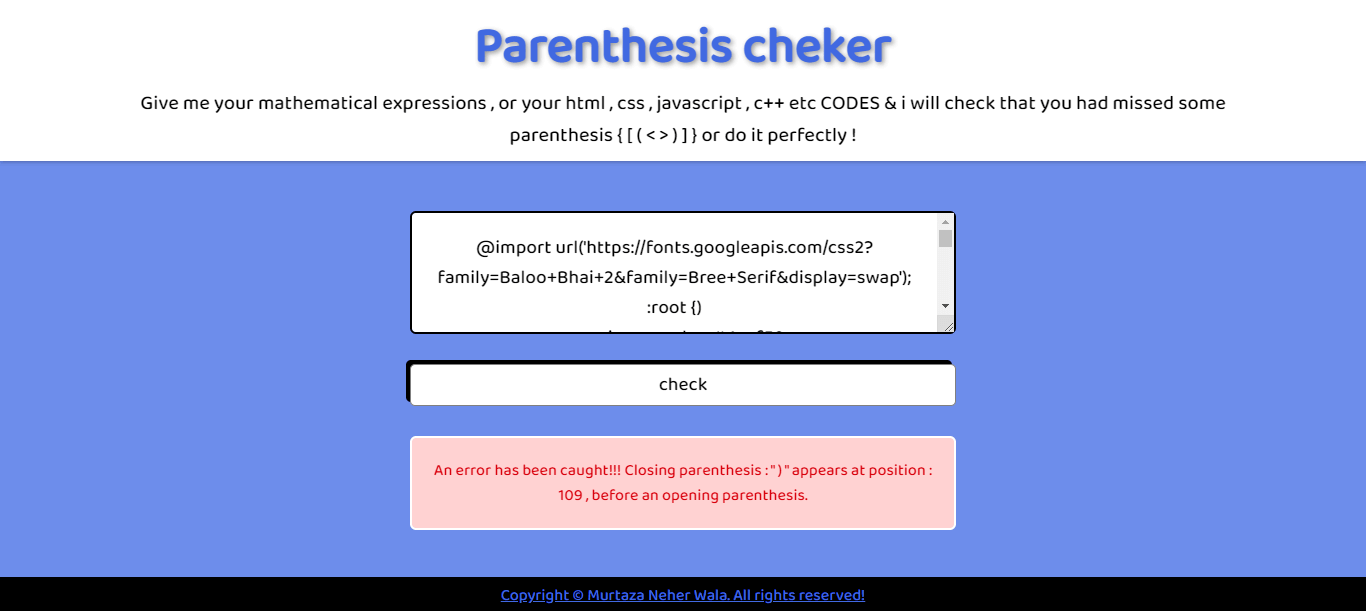 Parenthesis cheker
Give me your mathematical expressions , or your html , css , javascript , c++ etc CODES & i will check that you had missed some
parenthesis { [ ( < > ) ] } or do it perfectly !
@import url('https://fonts.googleapis.com/css2?
family=Baloo+Bhai+2&family=Bree+Serif&display=swap');
:root {)
check
An error has been caught!!! Closing parenthesis : " ) " appears at position :
109 , before an opening parenthesis.
Copyright © Murtaza Neher Wala. All rights reserved!